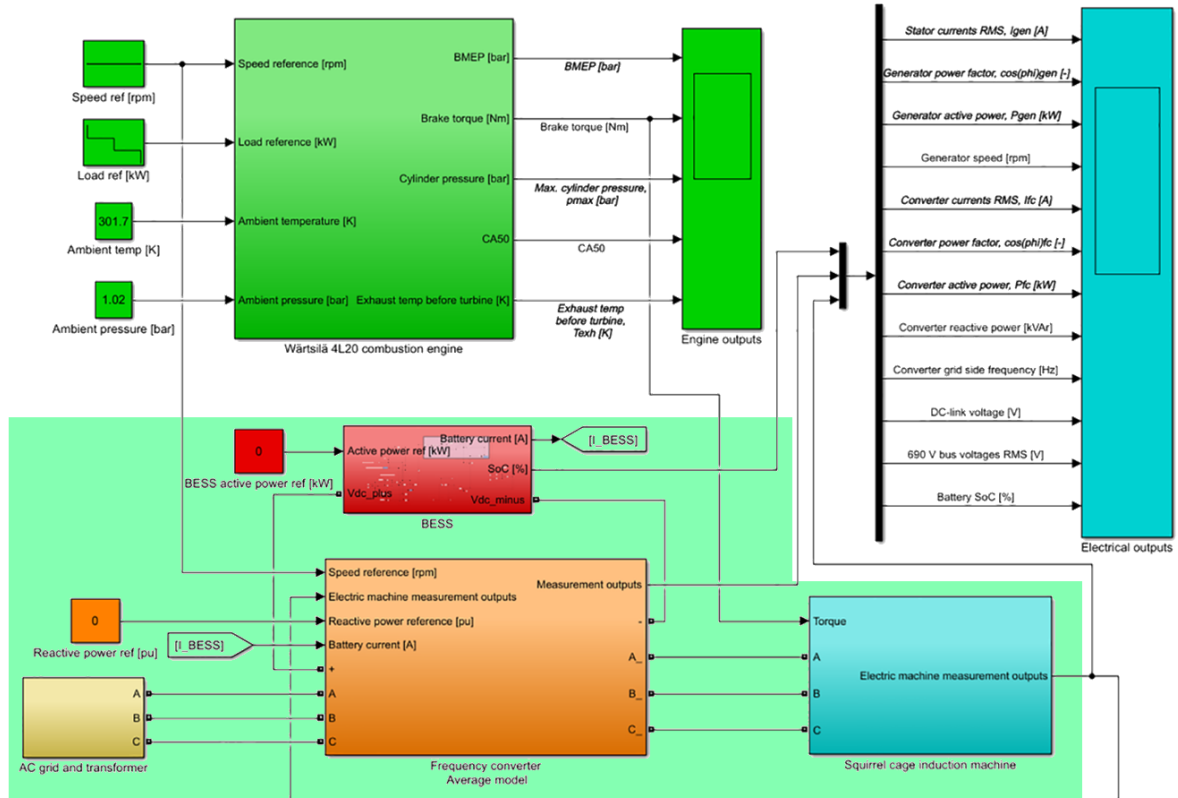 Speed ref [rpm]
Load ref [kW]
301.7
Ambient temp [K]
1.02
Ambient pressure [bar]
Speed reference [rpm]
Load reference [kW]
Ambient temperature [K]
Ambient pressure [bar]
BMEP [bar]
Brake torque [Nm]
Cylinder pressure [bar]
CA50
Exhaust temp before turbine [K]
Wärtsilä 4L20 combustion engine
BMEP [bar]
Brake torque [Nm]
Max. cylinder pressure,
pmax [bar]
CA50
Exhaust temp
before turbine,
Texh [K]
Engine outputs
Stator currents RMS, Igen [A]
Generator power factor, cos(phi)gen [-]
Generator active power, Pgen [kW]
Generator speed [rpm]
Converter currents RMS, Ifc [A]
Converter power factor, cos(phi)fc [-]
Converter active power, Pfc [kW]
Converter reactive power [kVAr]
Converter grid side frequency [Hz]
DC-link voltage [V]
690 V bus voltages RMS [V]
Battery SoC [%]
Electrical outputs
0
BESS active power ref [kW]
Active power ref [kW]
Battery current [A]
SoC [%]
Vdc_plus
Vdc_minus
BESS
[I_BESS]
0
Reactive power ref [pu]
[I_BESS]
A
B
C
AC grid and transformer
Speed reference [rpm]
Electric machine measurement outputs
Reactive power reference [pu]
Battery current [A]
+
A
B
C
Measurement outputs
-
A_
B_
C_
Frequency converter
Average model
Torque
A
B
C
Electric machine measurement outputs
Squirrel cage induction machine